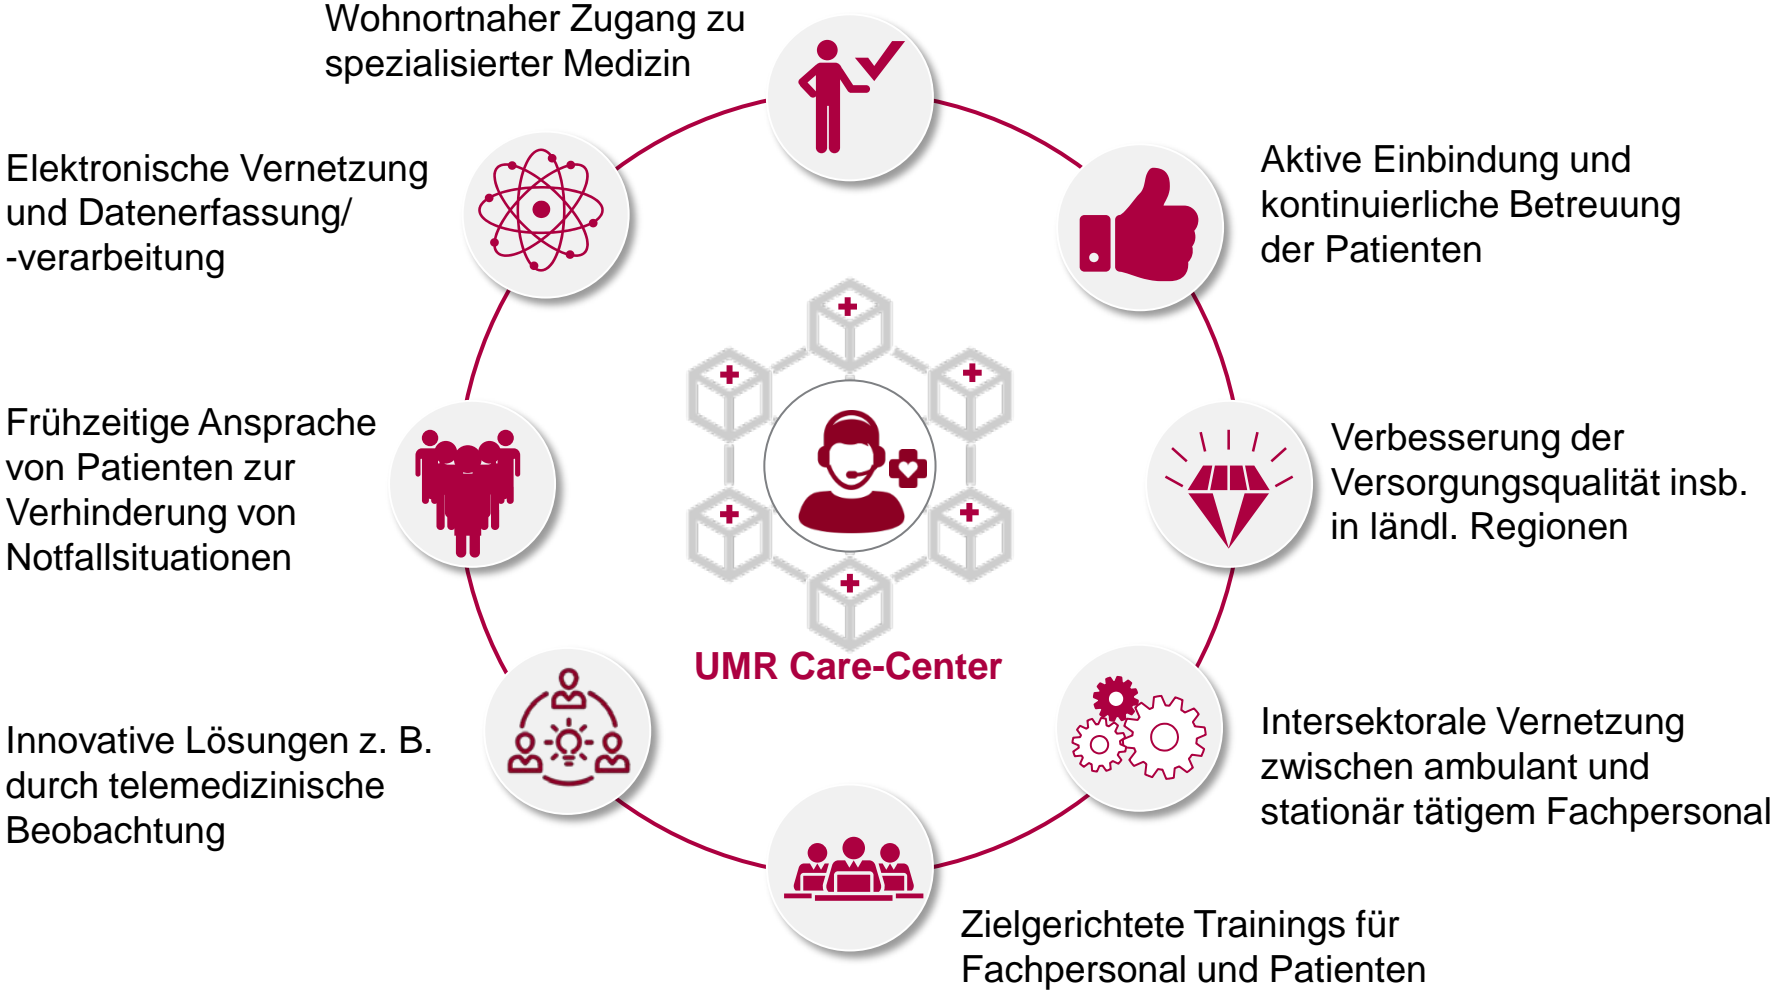 Wohnortnaher Zugang zu
spezialisierter Medizin
Elektronische Vernetzung
und Datenerfassung/
-verarbeitung
Aktive Einbindung und
kontinuierliche Betreuung
der Patienten
Frühzeitige Ansprache
von Patienten zur
Verhinderung von
Notfallsituationen
Verbesserung der
Versorgungsqualität insb.
in ländl. Regionen
UMR Care-Center
Innovative Lösungen z. B.
durch telemedizinische
Beobachtung
Intersektorale Vernetzung
zwischen ambulant und
stationär tätigem Fachpersonal
Zielgerichtete Trainings für
Fachpersonal und Patienten